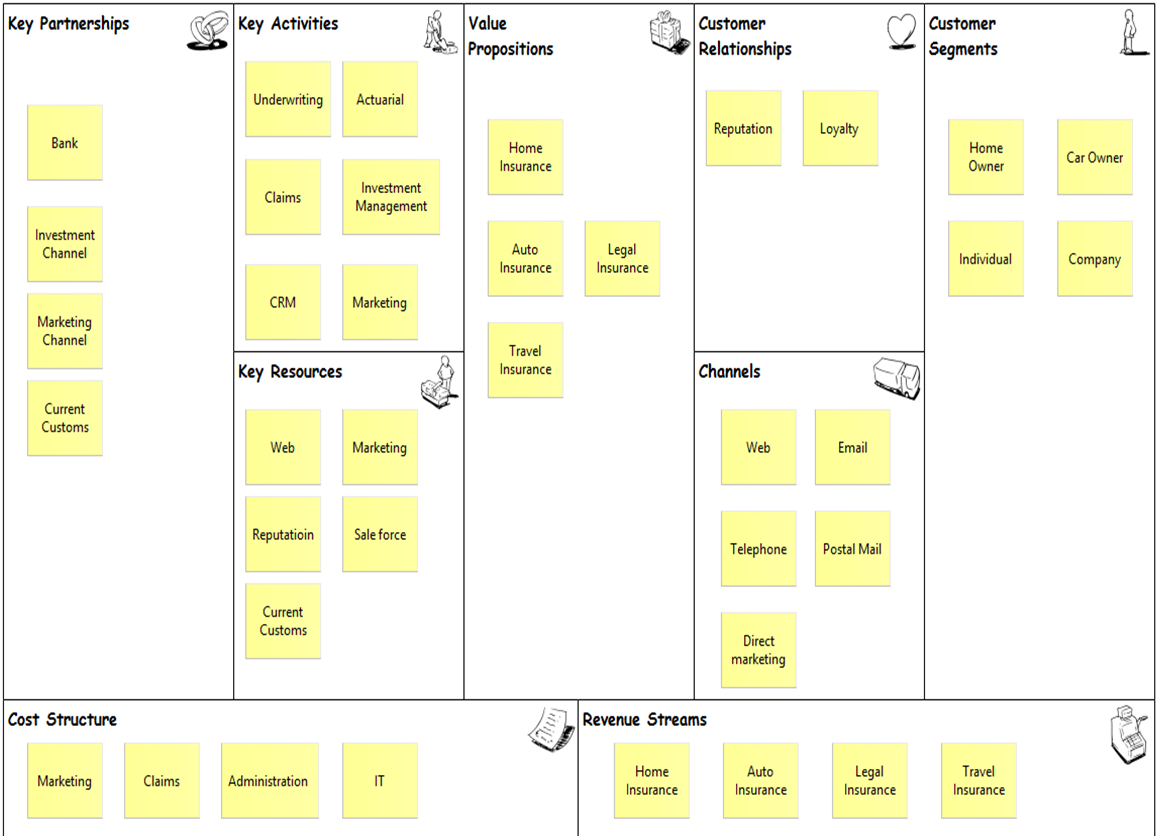 Key Partnerships
Bank
Investment
Channel
Marketing
Channel
Current
Customs
Key Activities
Underwriting
Actuarial
Claims
Investment
Management
CRM
Marketing
Key Resources
Web
Marketing
Reputatioin
Sale force
Current
Customs
Value
Propositions
Home
Insurance
Auto
Insurance
Legal
Insurance
Travel
Insurance
Customer
Relationships
Reputation
Loyalty
Channels
Web
Email
Telephone
Postal Mail
Direct
marketing
Customer
Segments
Home
Owner
Car Owner
Individual
Company
Cost Structure
Marketing
Claims
Administration
IT
Revenue Streams
Home
Insurance
Auto
Insurance
Legal
Insurance
Travel
Insurance